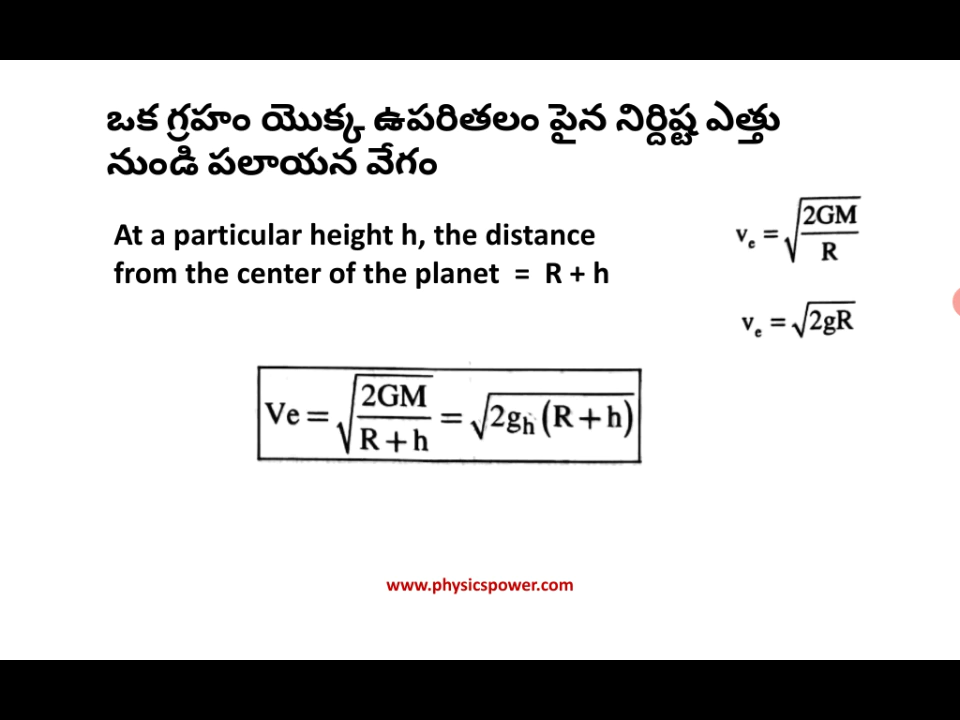 ఒక గ్రహం యొక్క ఉపరితలం పైన నిర్దిష్ట ఎత్తు
నుండి పలాయన వేగం
At a particular height h, the distance
from the center of the planet = R + h
vₑ = √(2GM/R)
vₑ = √(2gR)
Ve = √(2GM/(R+h)) = √(2gₕ(R+h))
www.physicspower.com